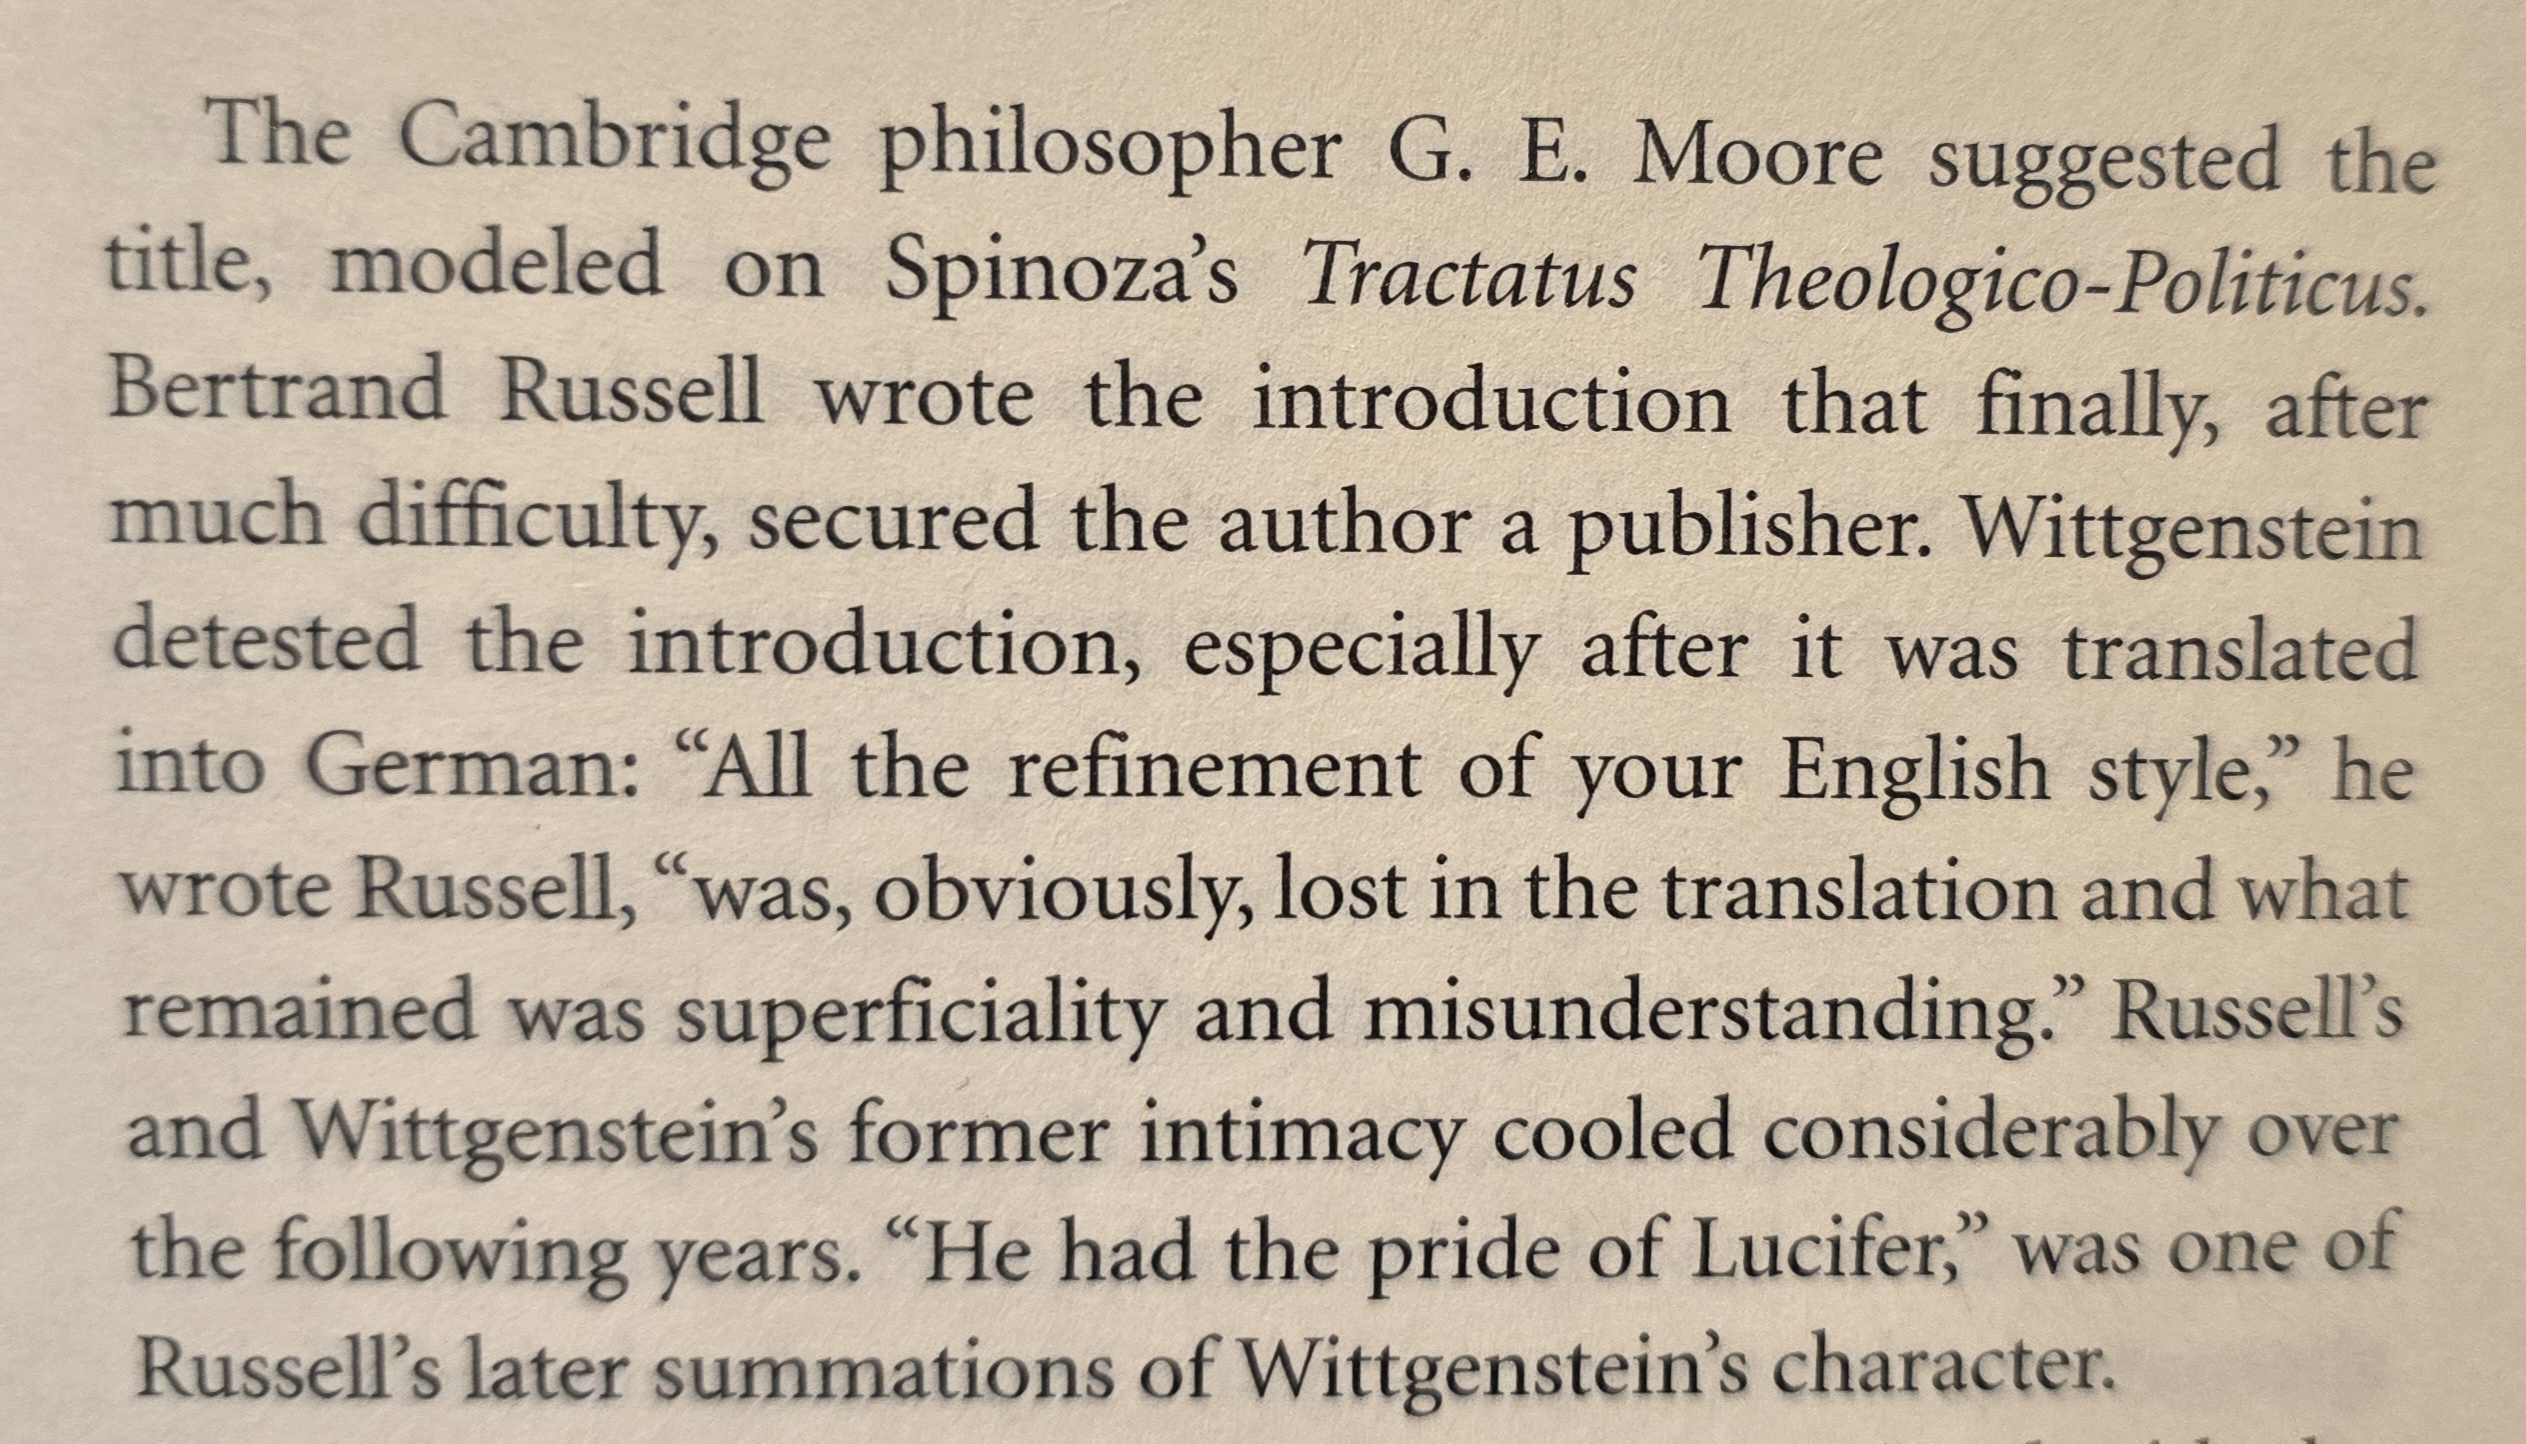 The Cambridge philosopher G. E. Moore suggested the
title, modeled on Spinoza’s Tractatus Theologico-Politicus.
Bertrand Russell wrote the introduction that finally, after
much difficulty, secured the author a publisher. Wittgenstein
detested the introduction, especially after it was translated
into German: “All the refinement of your English style,” he
wrote Russell, “was, obviously, lost in the translation and what
remained was superficiality and misunderstanding.” Russell’s
and Wittgenstein’s former intimacy cooled considerably over
the following years. “He had the pride of Lucifer,” was one of
Russell’s later summations of Wittgenstein’s character.